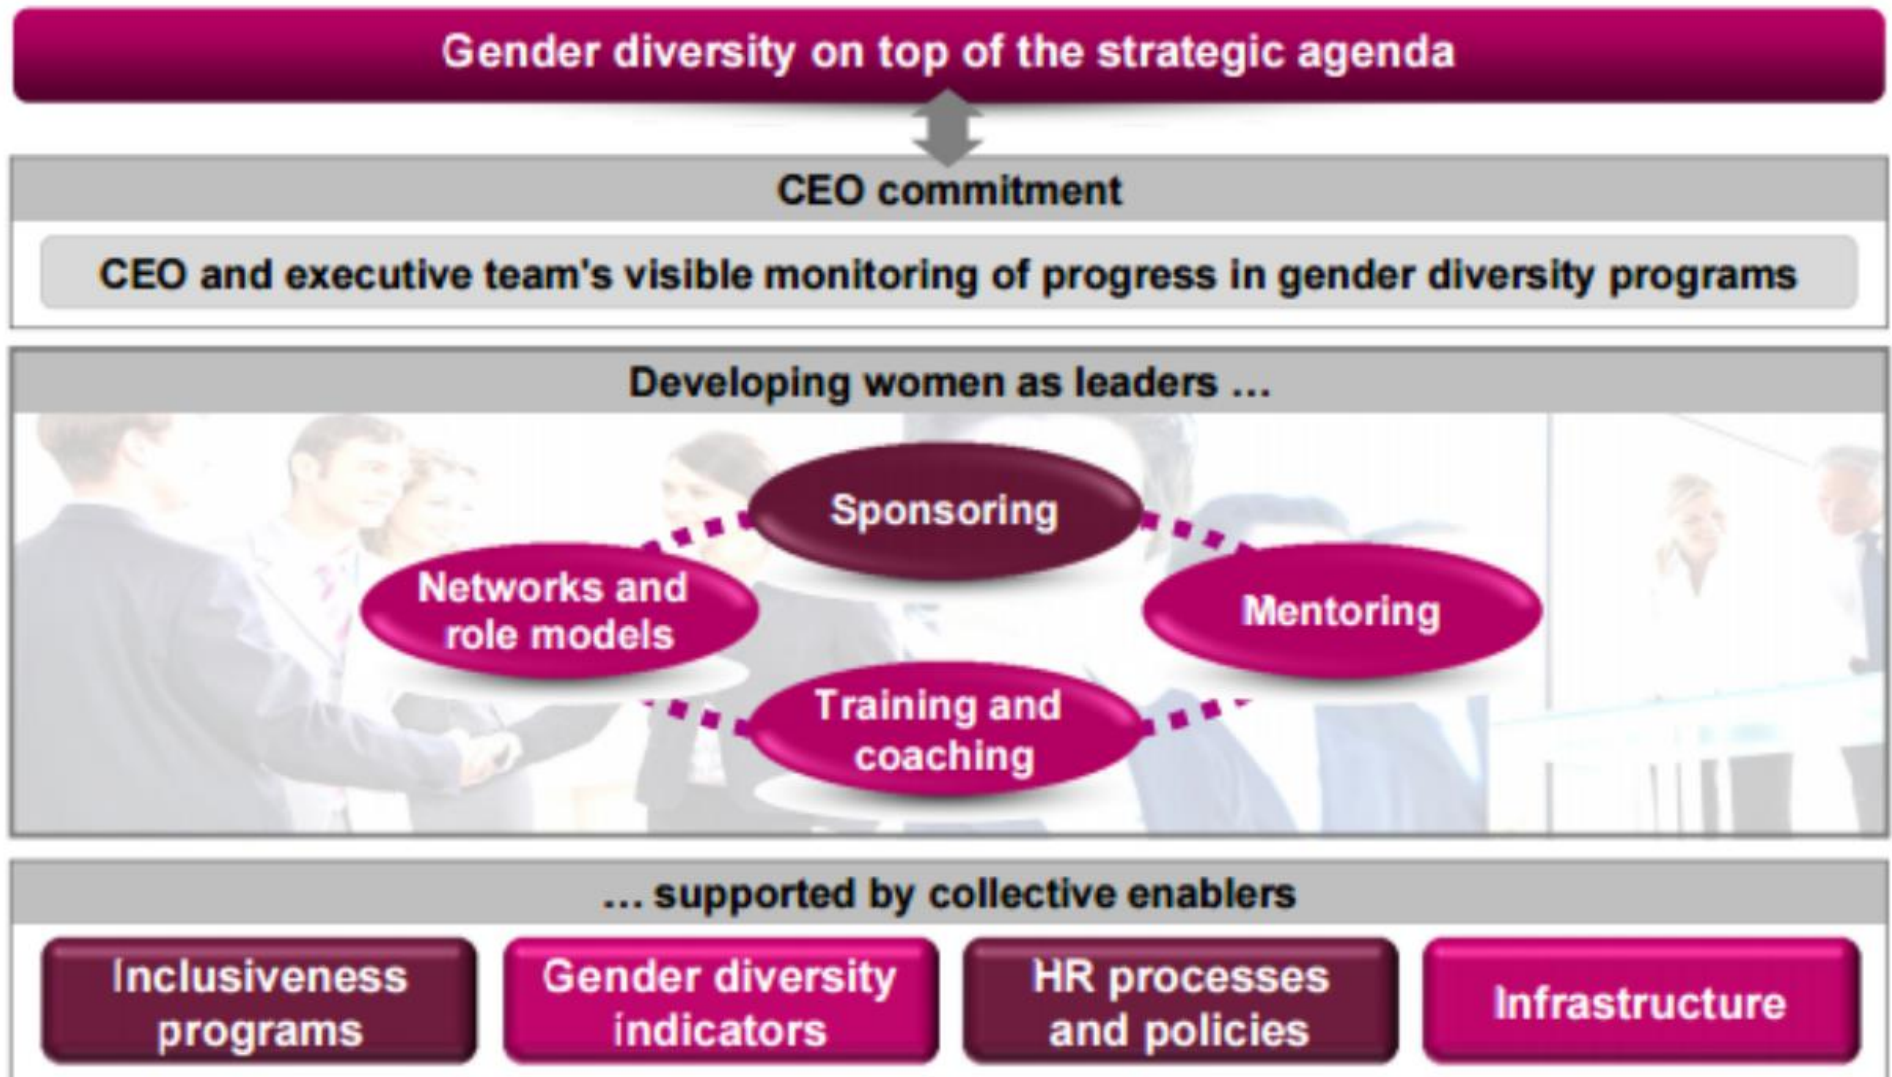 Gender diversity on top of the strategic agenda
CEO commitment
CEO and executive team's visible monitoring of progress in gender diversity programs
Developing women as leaders …
Sponsoring
Networks and
role models
Mentoring
Training and
coaching
… supported by collective enablers
Inclusiveness
programs
Gender diversity
indicators
HR processes
and policies
Infrastructure